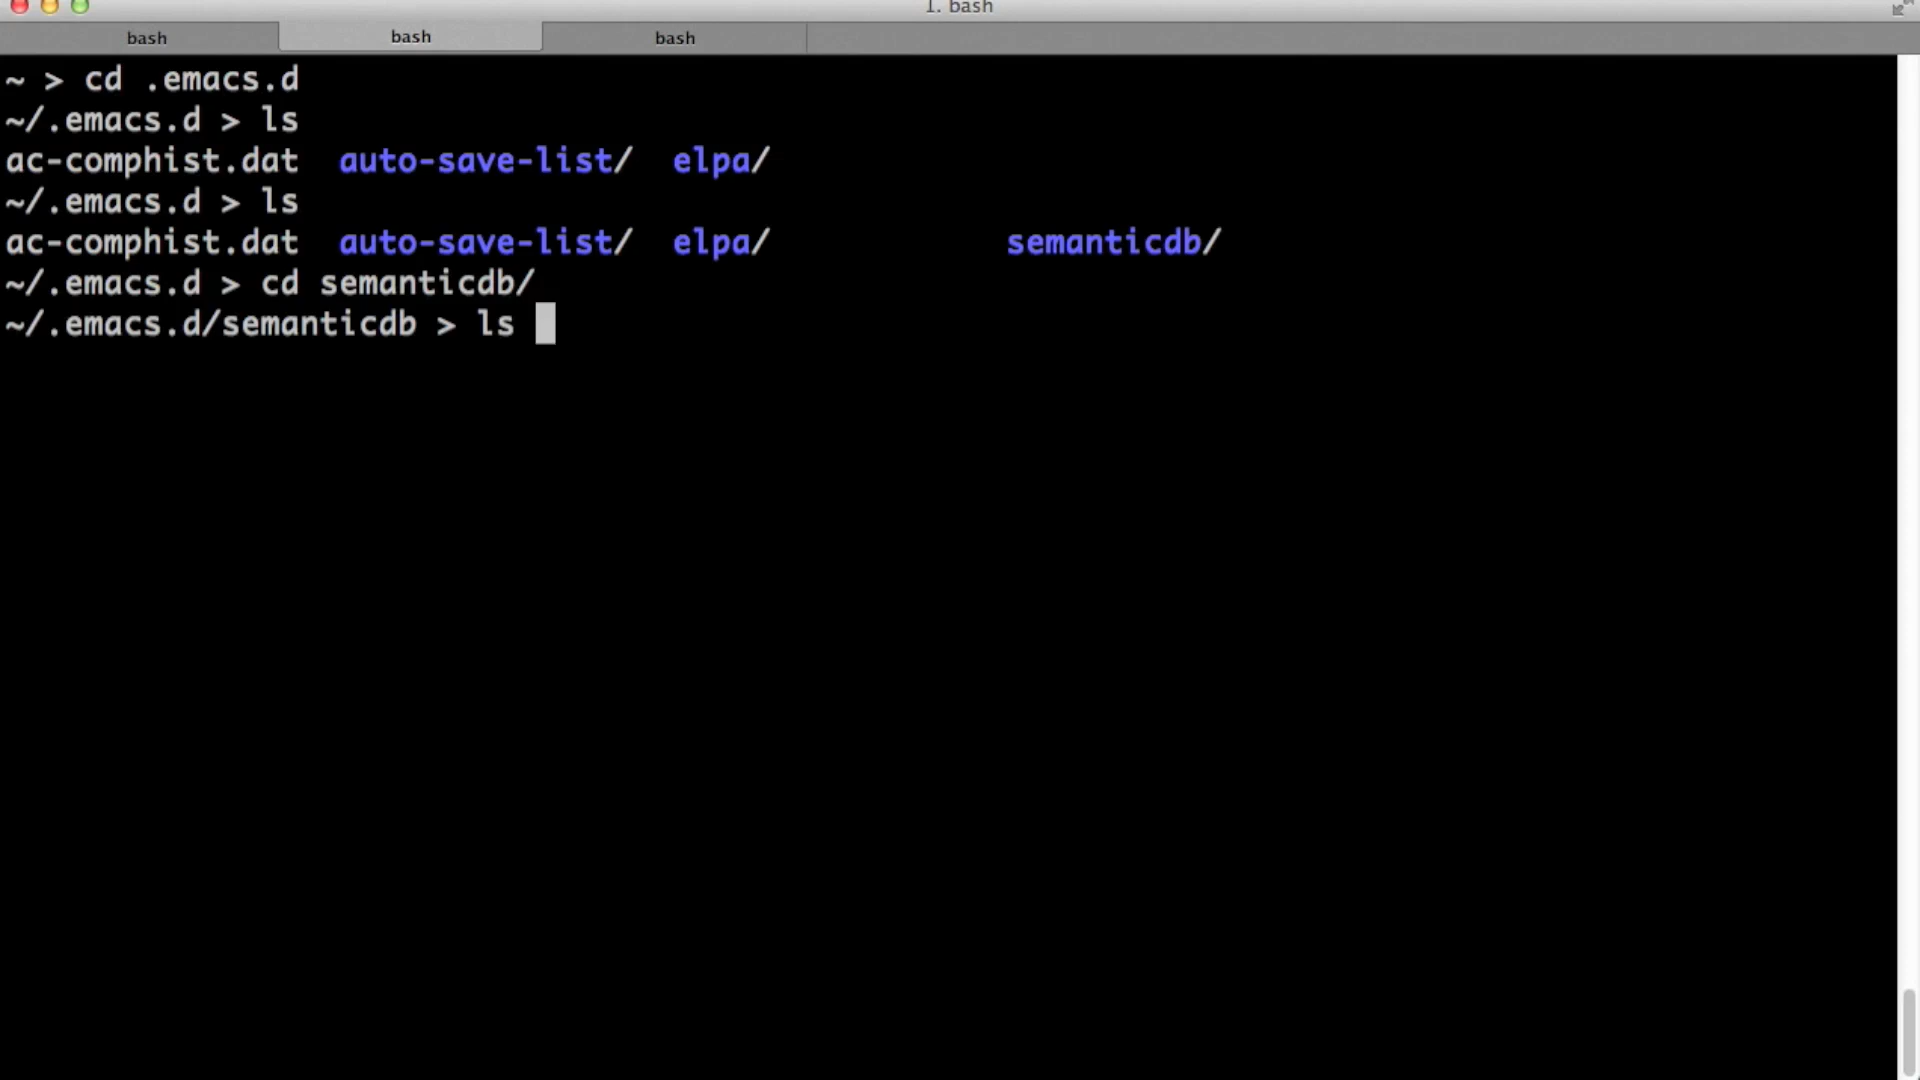 1. bash
bash bash bash
~ > cd .emacs.d
~/.emacs.d > ls
ac-comphist.dat auto-save-list/ elpa/
~/.emacs.d > ls
ac-comphist.dat auto-save-list/ elpa/ semanticdb/
~/.emacs.d > cd semanticdb/
~/.emacs.d/semanticdb > ls